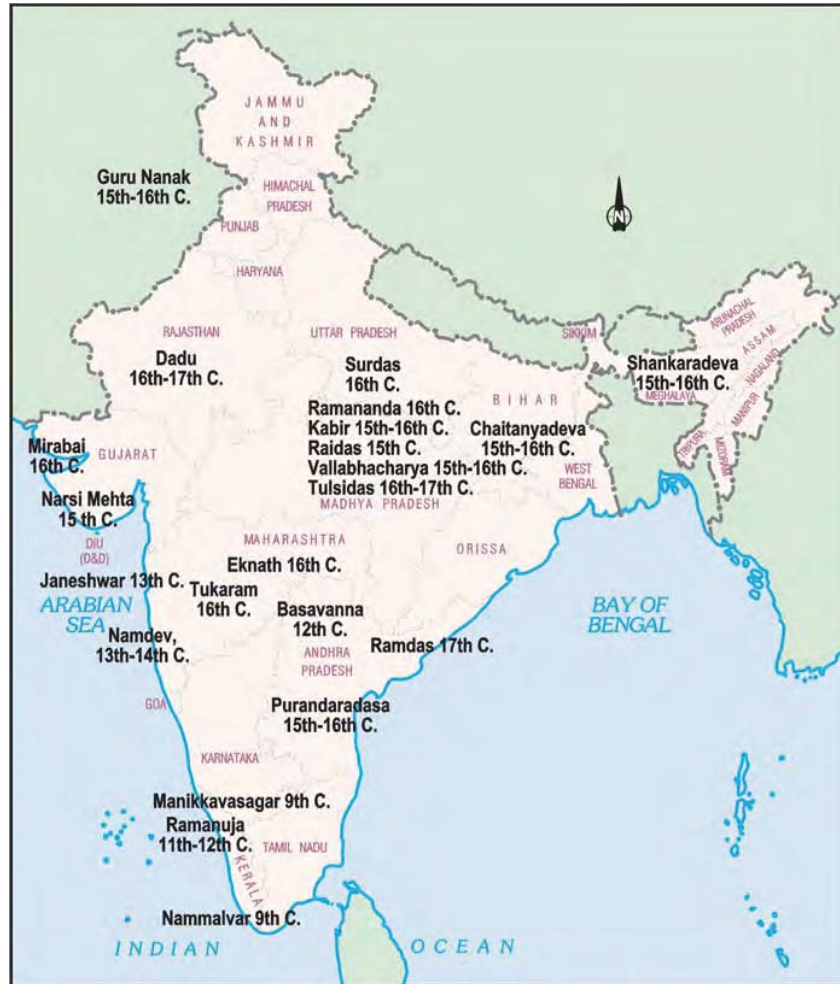 JAMMU
AND
KASHMIR
Guru Nanak
15th-16th C.
HIMACHAL
PRADESH
PUNJAB
N
HARYANA
RAJASTHAN
UTTAR PRADESH
SIKKIM
ARUNACHAL
PRADESH
ASSAM
NAGALAND
Dadu
16th-17th C.
Surdas
16th C.
Shankaradeva
15th-16th C.
MEGHALAYA
MANIPUR
BIHAR
Ramananda 16th C.
Kabir 15th-16th C.
Raidas 15th C.
Vallabhacharya 15th-16th C.
Tulsidas 16th-17th C.
Chaitanyadeva
15th-16th C.
TRIPURA
MIZORAM
Mirabai
16th C.
GUJARAT
WEST
BENGAL
Narsi Mehta
15 th C.
MADHYA PRADESH
DIU
(D&D)
MAHARASHTRA
ORISSA
Eknath 16th C.
Janeshwar 13th C.
Tukaram
16th C.
ARABIAN
SEA
Basavanna
12th C.
BAY OF
BENGAL
Namdev,
13th-14th C.
Ramdas 17th C.
ANDHRA
PRADESH
GOA
Purandaradasa
15th-16th C.
KARNATAKA
Manikkavasagar 9th C.
Ramanuja
11th-12th C.
TAMIL NADU
KERALA
Nammalvar 9th C.
INDIAN OCEAN